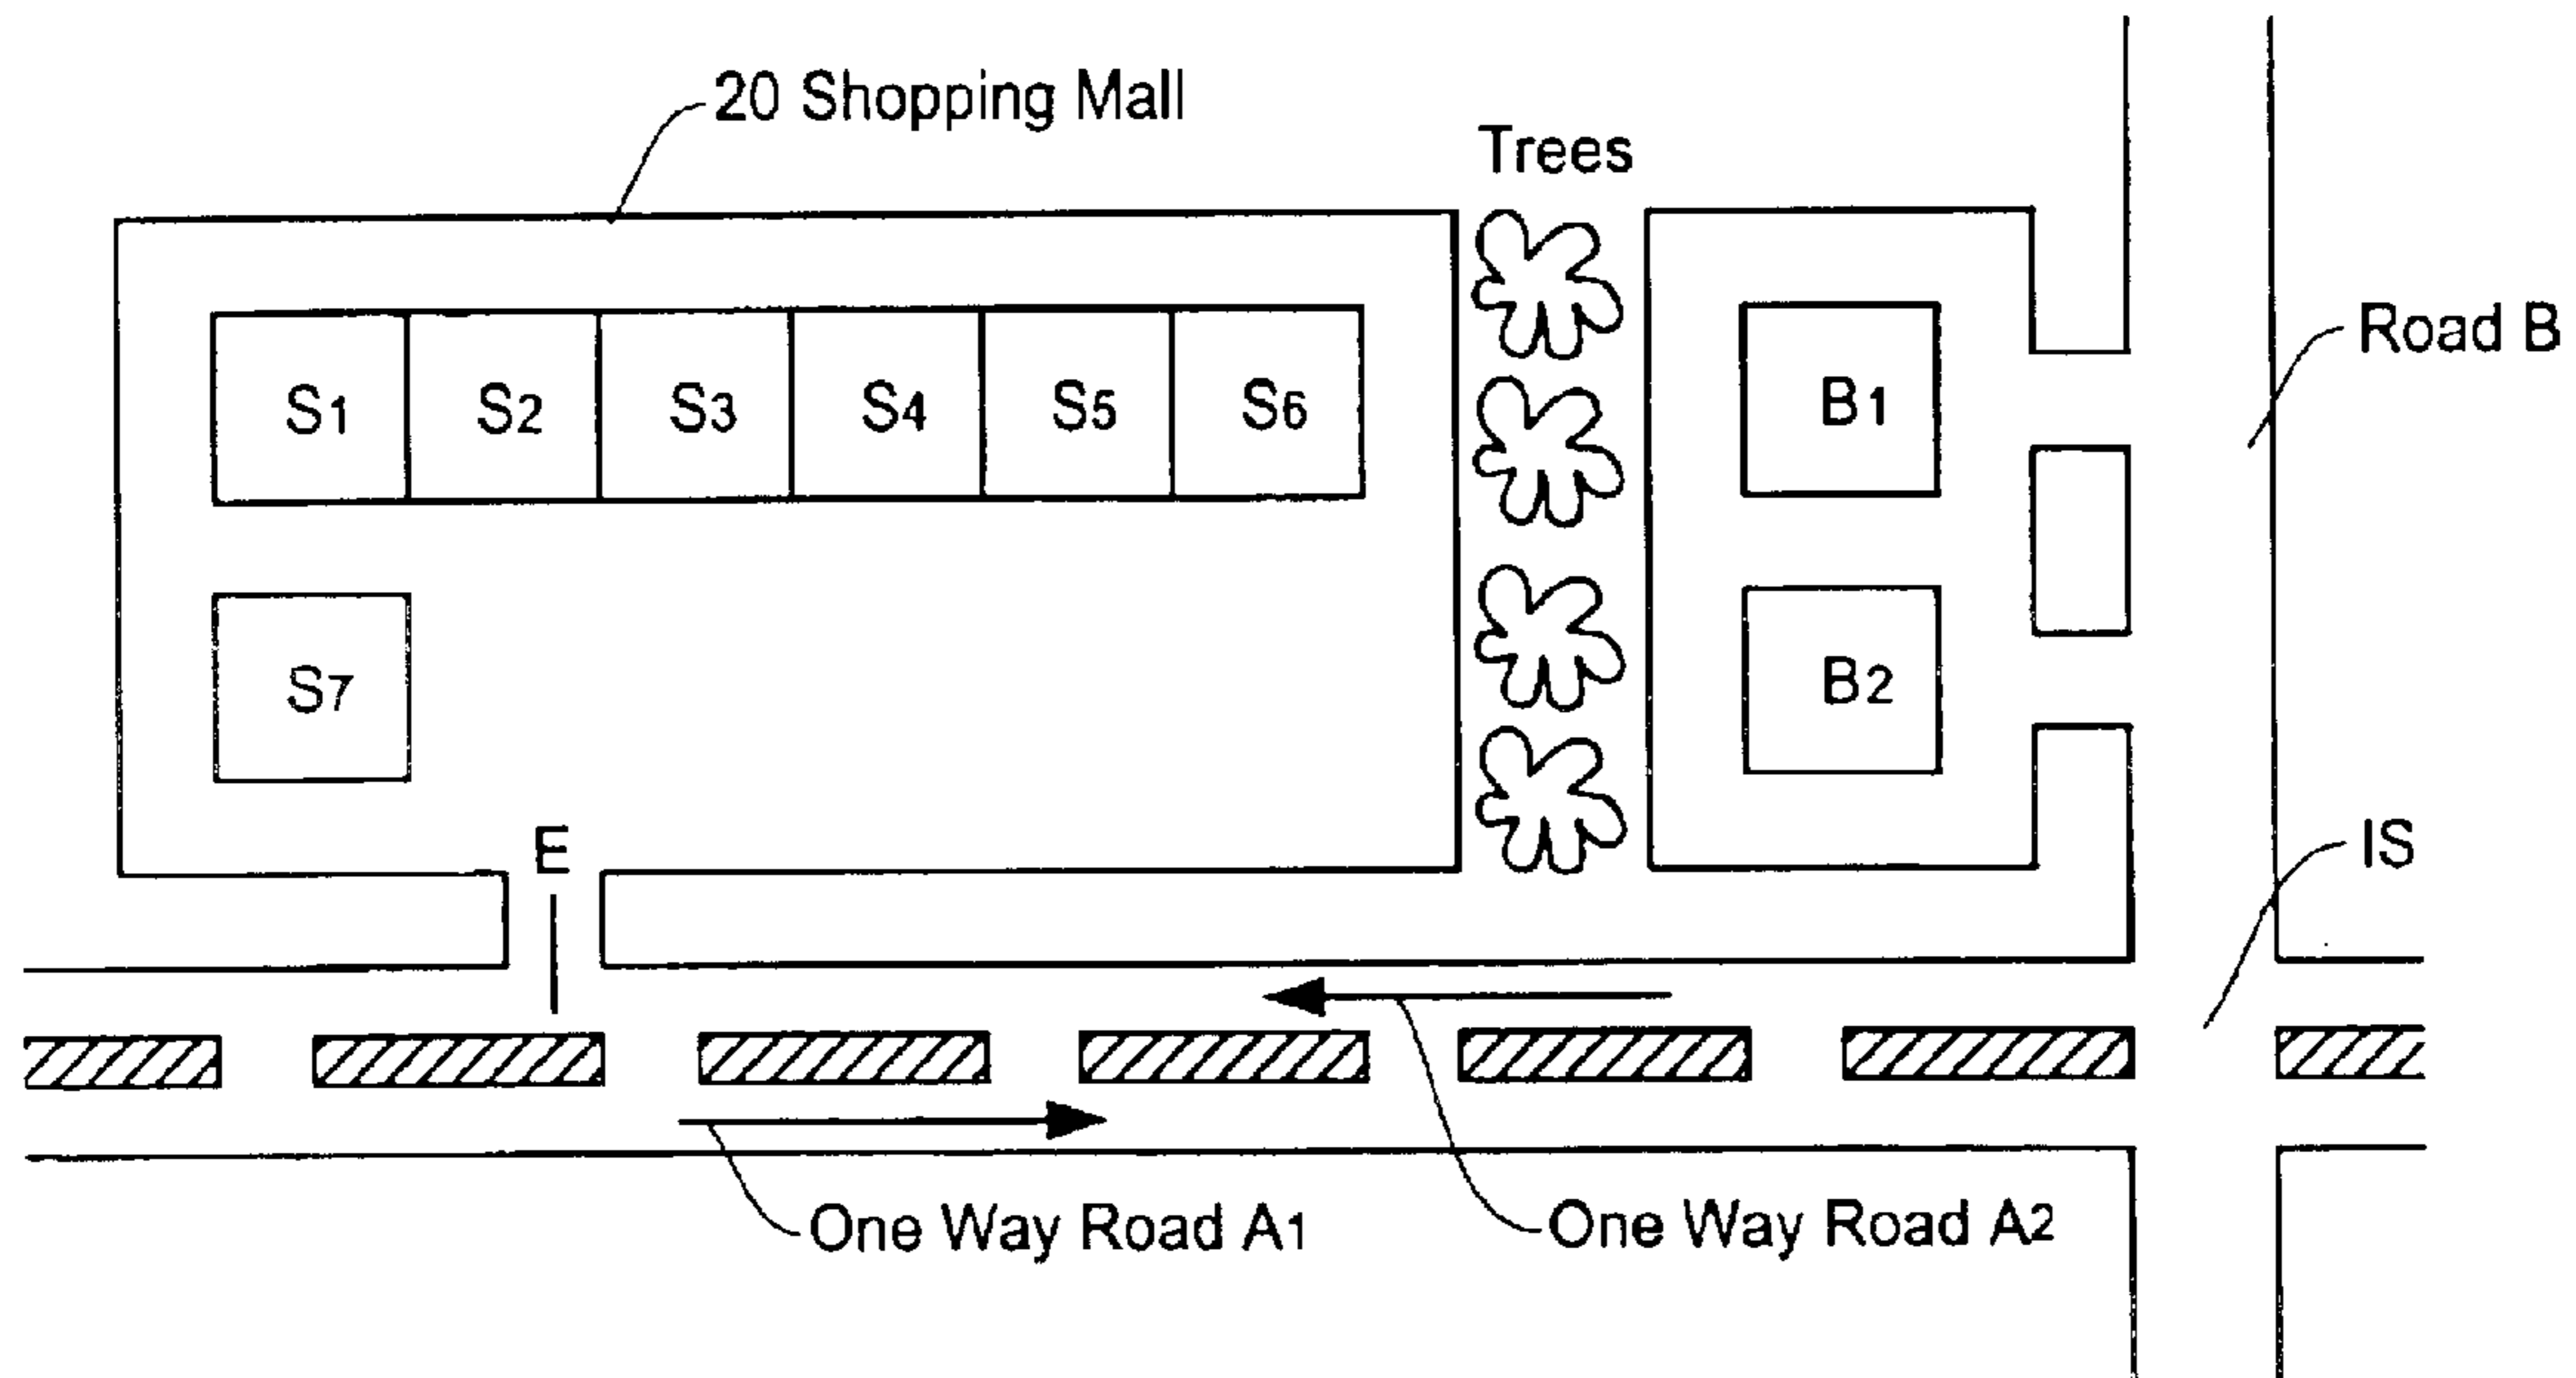 20 Shopping Mall
Trees
Road B
S1 S2 S3 S4 S5 S6
B1
S7
B2
E
IS
One Way Road A1
One Way Road A2